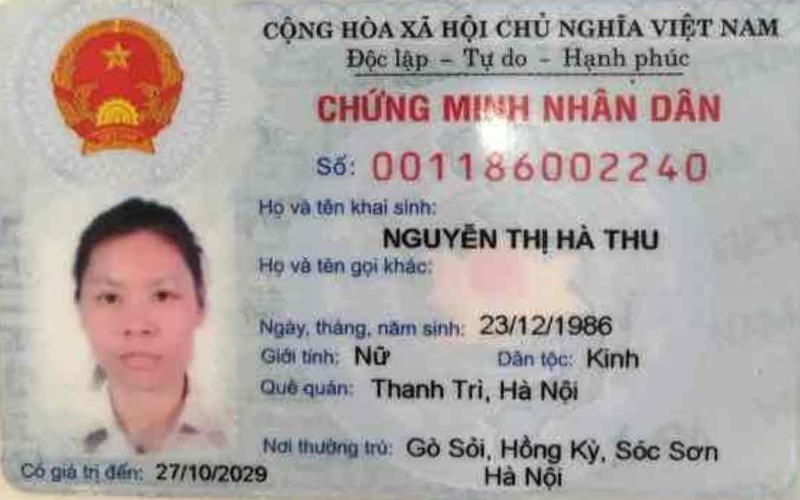 CỘNG HÒA XÃ HỘI CHỦ NGHĨA VIỆT NAM
Độc lập - Tự do - Hạnh phúc
CHỨNG MINH NHÂN DÂN
Số: 001186002240
Họ và tên khai sinh:
NGUYỄN THỊ HÀ THU
Họ và tên gọi khác:
Ngày, tháng, năm sinh: 23/12/1986
Giới tính: Nữ Dân tộc: Kinh
Quê quán: Thanh Trì, Hà Nội
Nơi thường trú: Gò Sỏi, Hồng Kỳ, Sóc Sơn
Hà Nội
Có giá trị đến: 27/10/2029